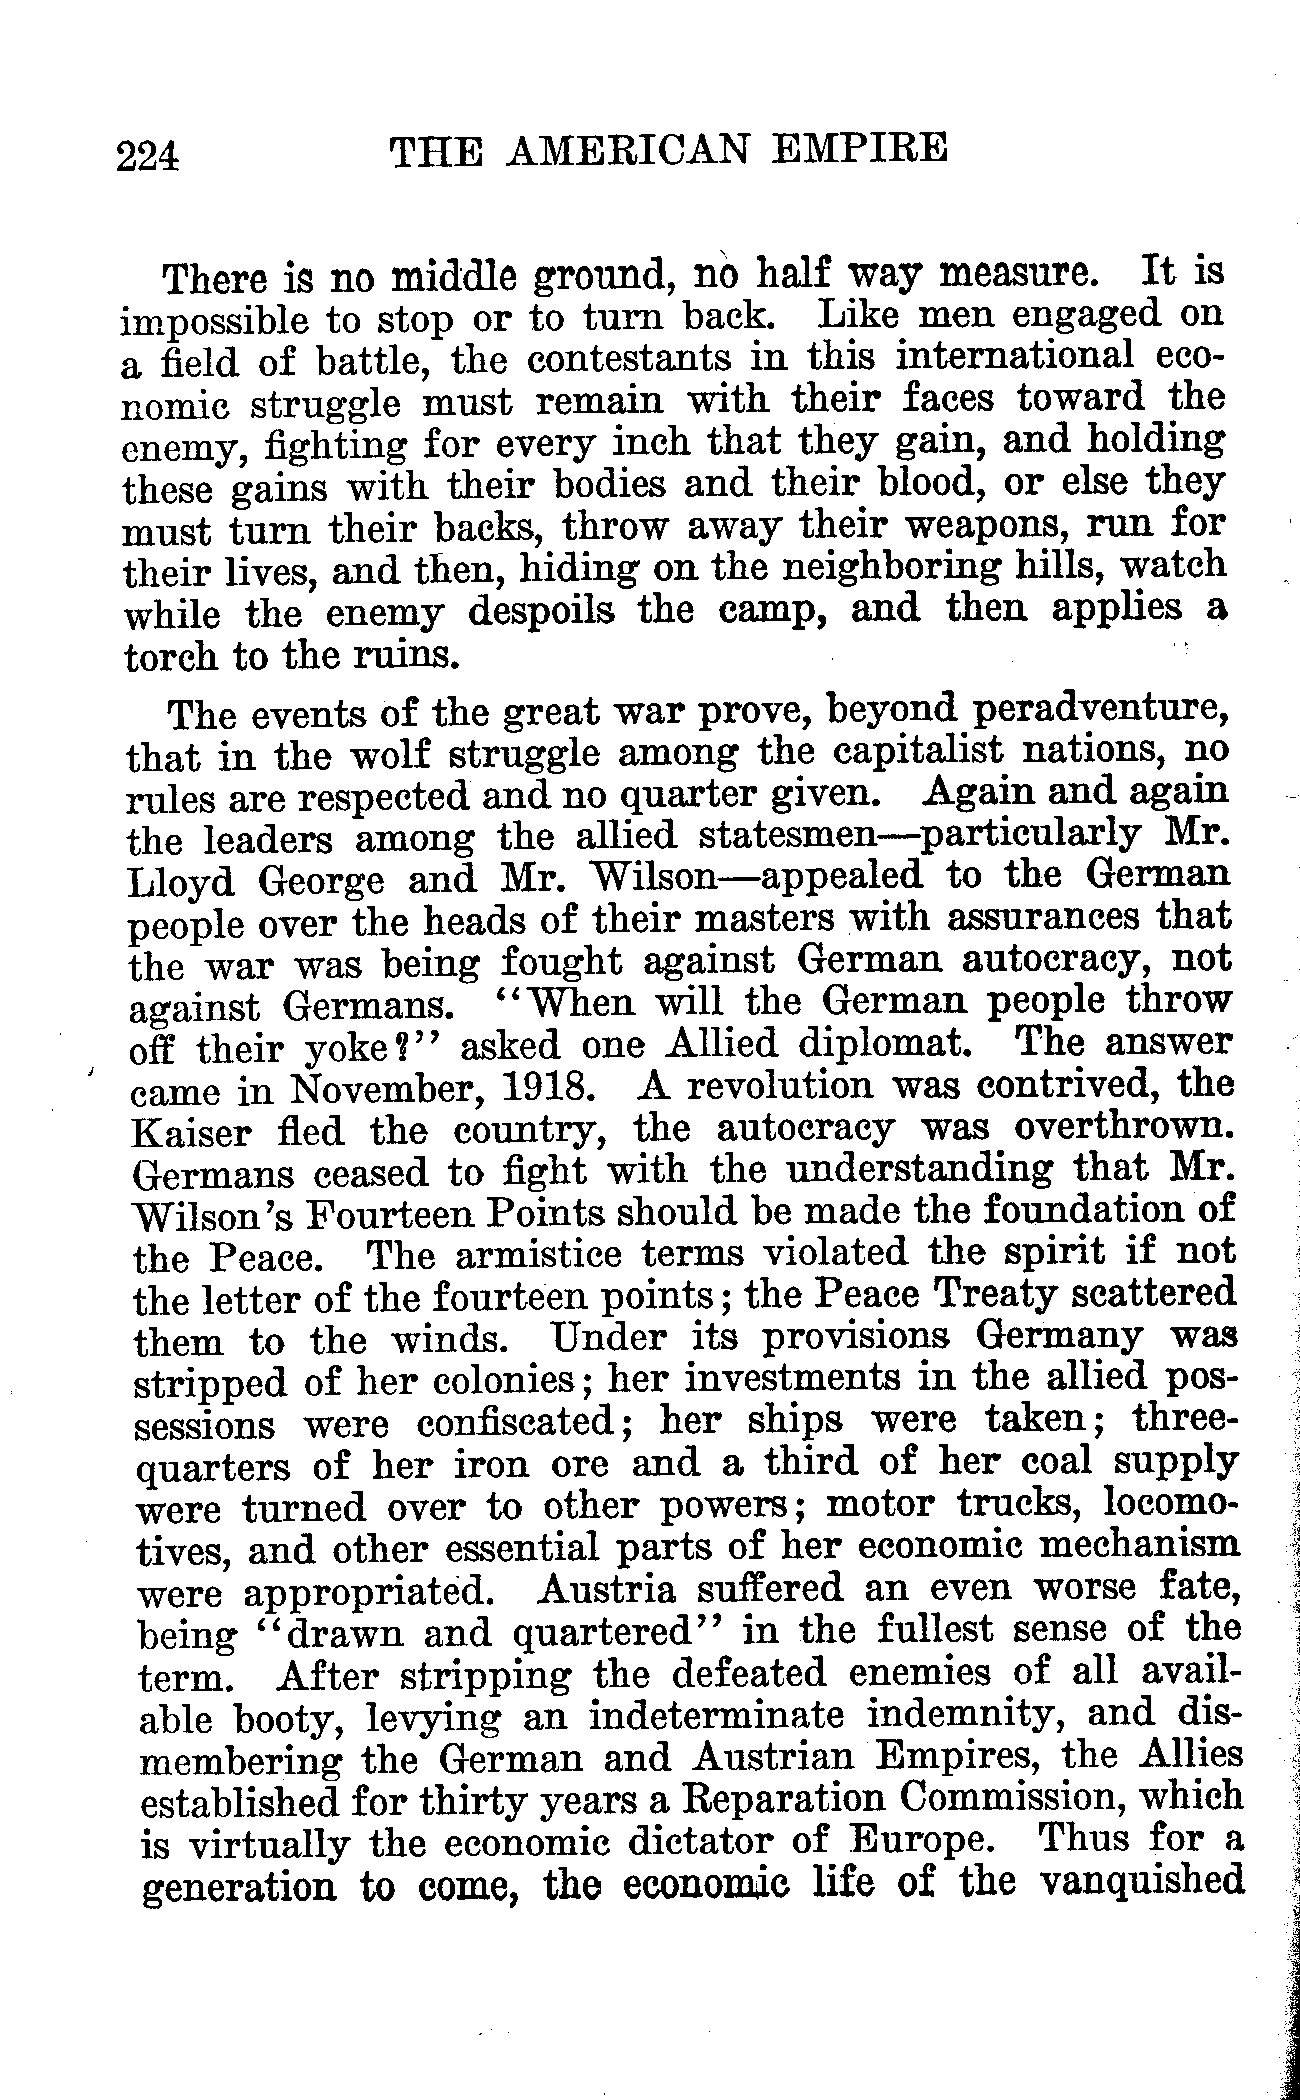 224 THE AMERICAN EMPIRE
There is no middle ground, no half way measure. It is
impossible to stop or to turn back. Like men engaged on
a field of battle, the contestants in this international eco-
nomic struggle must remain with their faces toward the
enemy, fighting for every inch that they gain, and holding
these gains with their bodies and their blood, or else they
must turn their backs, throw away their weapons, run for
their lives, and then, hiding on the neighboring hills, watch
while the enemy despoils the camp, and then applies a
torch to the ruins.
The events of the great war prove, beyond peradventure,
that in the wolf struggle among the capitalist nations, no
rules are respected and no quarter given. Again and again
the leaders among the allied statesmen—particularly Mr.
Lloyd George and Mr. Wilson—appealed to the German
people over the heads of their masters with assurances that
the war was being fought against German autocracy, not
against Germans. "When will the German people throw
off their yoke?" asked one Allied diplomat. The answer
came in November, 1918. A revolution was contrived, the
Kaiser fled the country, the autocracy was overthrown.
Germans ceased to fight with the understanding that Mr.
Wilson's Fourteen Points should be made the foundation of
the Peace. The armistice terms violated the spirit if not
the letter of the fourteen points; the Peace Treaty scattered
them to the winds. Under its provisions Germany was
stripped of her colonies; her investments in the allied pos-
sessions were confiscated; her ships were taken; three-
quarters of her iron ore and a third of her coal supply
were turned over to other powers; motor trucks, locomo-
tives, and other essential parts of her economic mechanism
were appropriated. Austria suffered an even worse fate,
being "drawn and quartered" in the fullest sense of the
term. After stripping the defeated enemies of all avail-
able booty, levying an indeterminate indemnity, and dis-
membering the German and Austrian Empires, the Allies
established for thirty years a Reparation Commission, which
is virtually the economic dictator of Europe. Thus for a
generation to come, the economic life of the vanquished